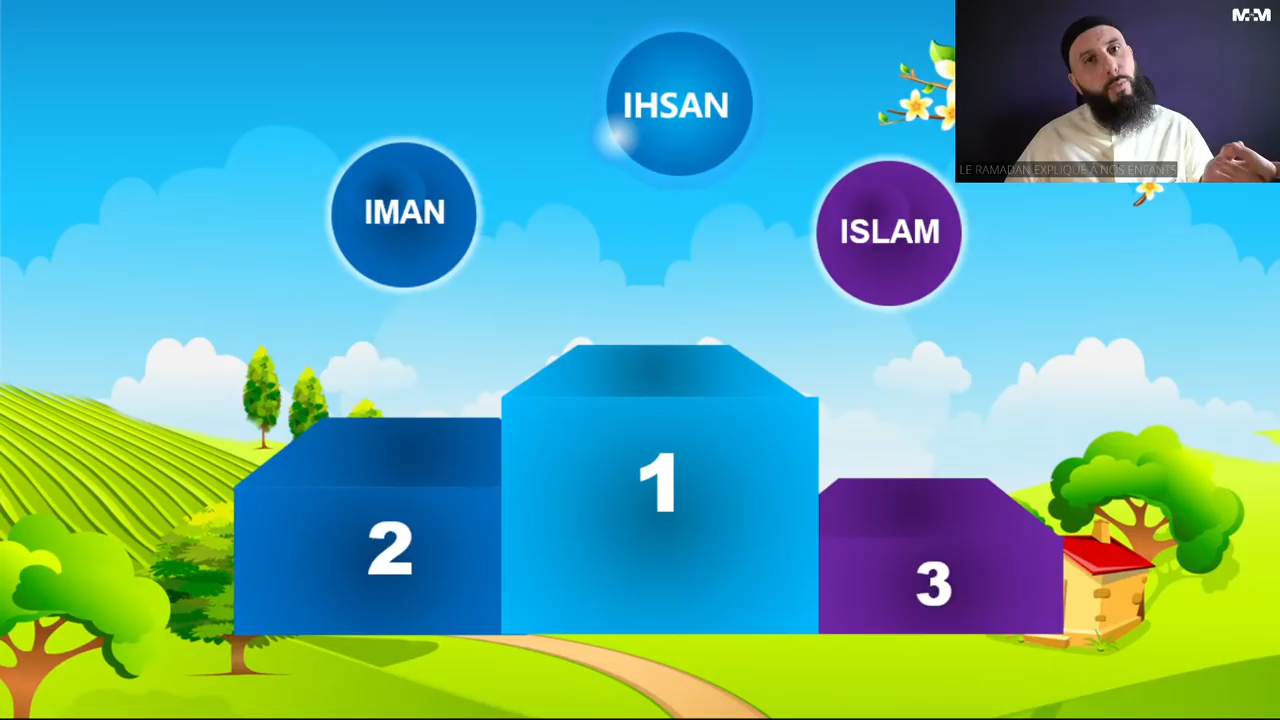 IHSAN
IMAN
ISLAM
1
2
3
M&M
LE RAMADAN EXPLIQUÉ À NOS ENFANTS